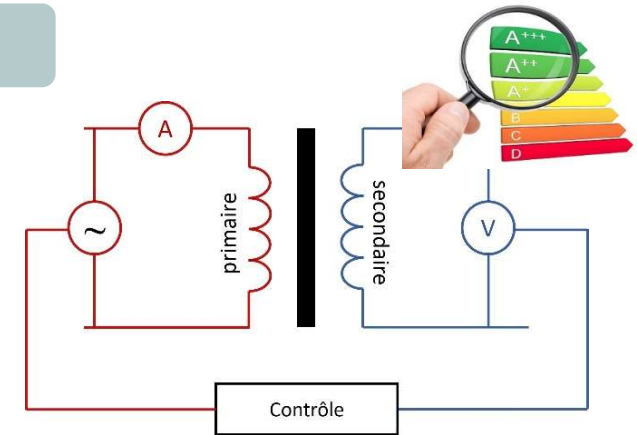 A+++
A++
A+
B
C
D
A
~
primaire
secondaire
V
Contrôle